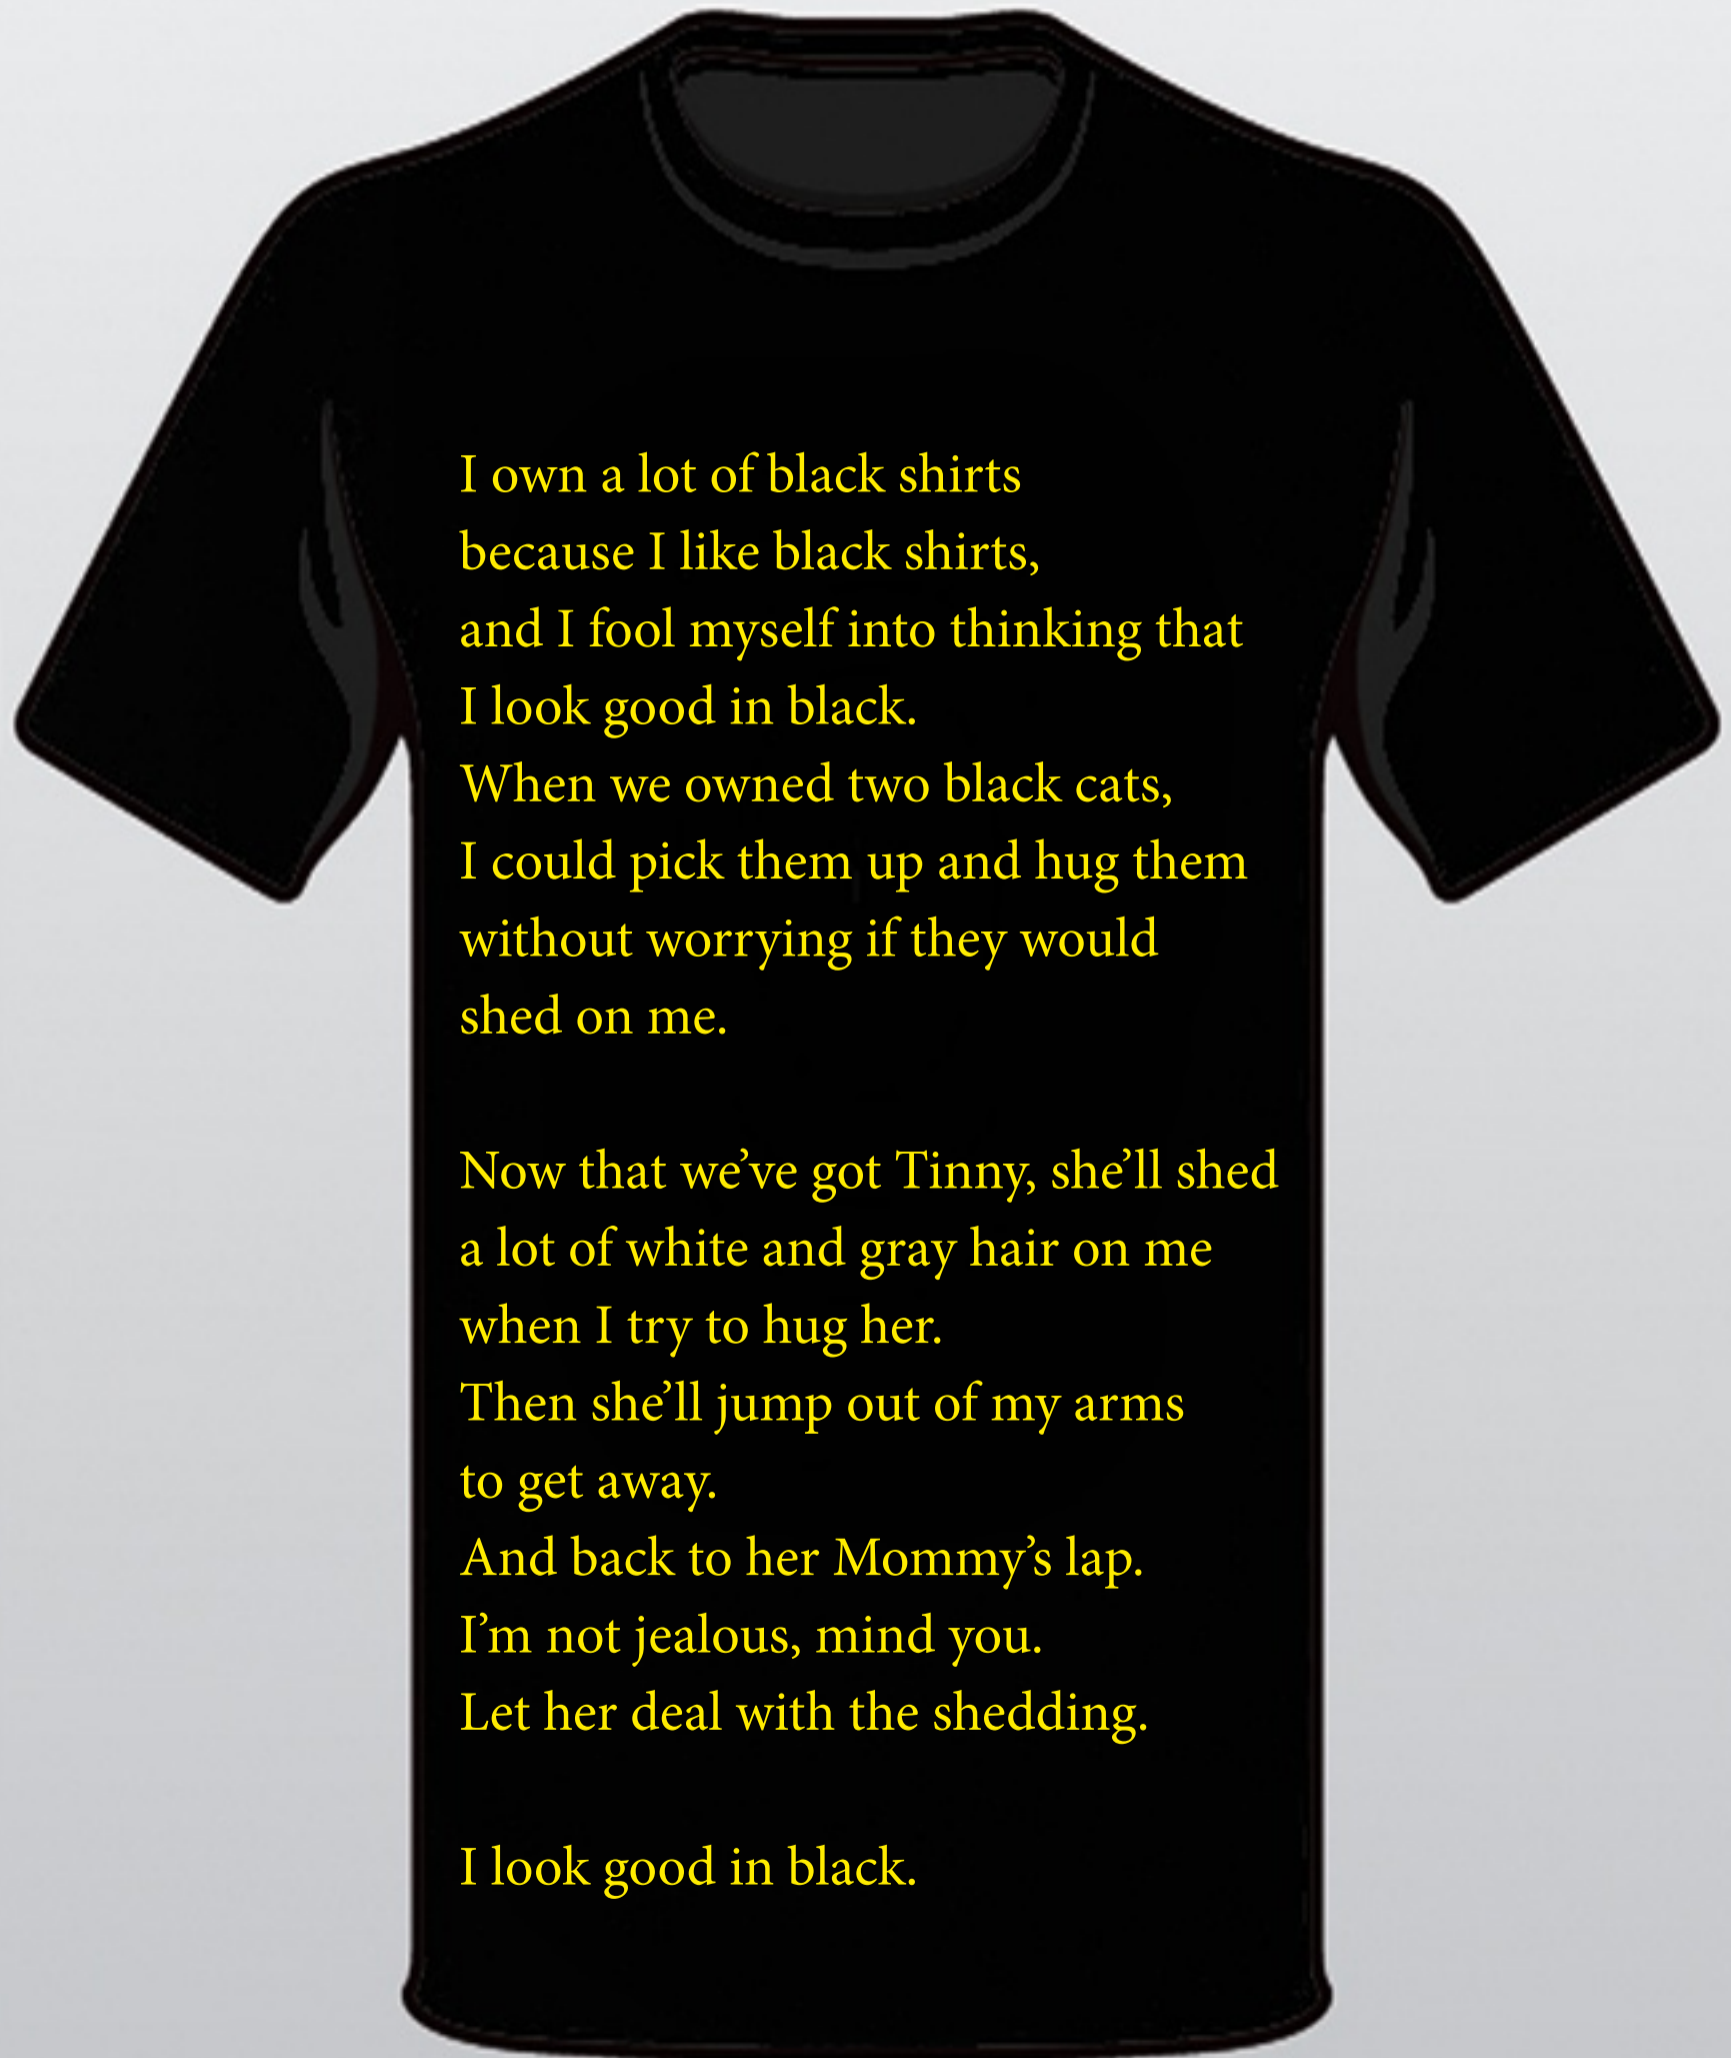 I own a lot of black shirts
because I like black shirts,
and I fool myself into thinking that
I look good in black.
When we owned two black cats,
I could pick them up and hug them
without worrying if they would
shed on me.
Now that we’ve got Tinny, she’ll shed
a lot of white and gray hair on me
when I try to hug her.
Then she’ll jump out of my arms
to get away.
And back to her Mommy’s lap.
I’m not jealous, mind you.
Let her deal with the shedding.
I look good in black.